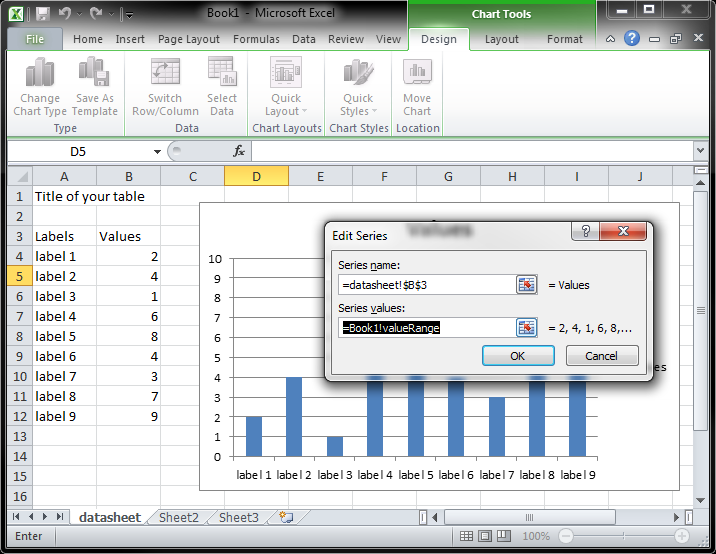 Book1 - Microsoft Excel
Chart Tools
File Home Insert Page Layout Formulas Data Review View Design Layout Format
Change Chart Type
Save As Template
Switch Row/Column
Select Data
Quick Layout
Quick Styles
Move Chart
Type Data Chart Layouts Chart Styles Location
D5 fx
A B C D E F G H I J
1 Title of your table
2
3 Labels Values
4 label 1 2
5 label 2 4
6 label 3 1
7 label 4 6
8 label 5 8
9 label 6 4
10 label 7 3
11 label 8 7
12 label 9 9
13
14
15
16
Values
10
9
8
7
6
5
4
3
2
1
0
label 1 label 2 label 3 label 4 label 5 label 6 label 7 label 8 label 9
Edit Series
Series name:
=datasheet!$B$3 = Values
Series values:
=Book1!valueRange = 2, 4, 1, 6, 8,...
OK Cancel
datasheet Sheet2 Sheet3
Enter 100%